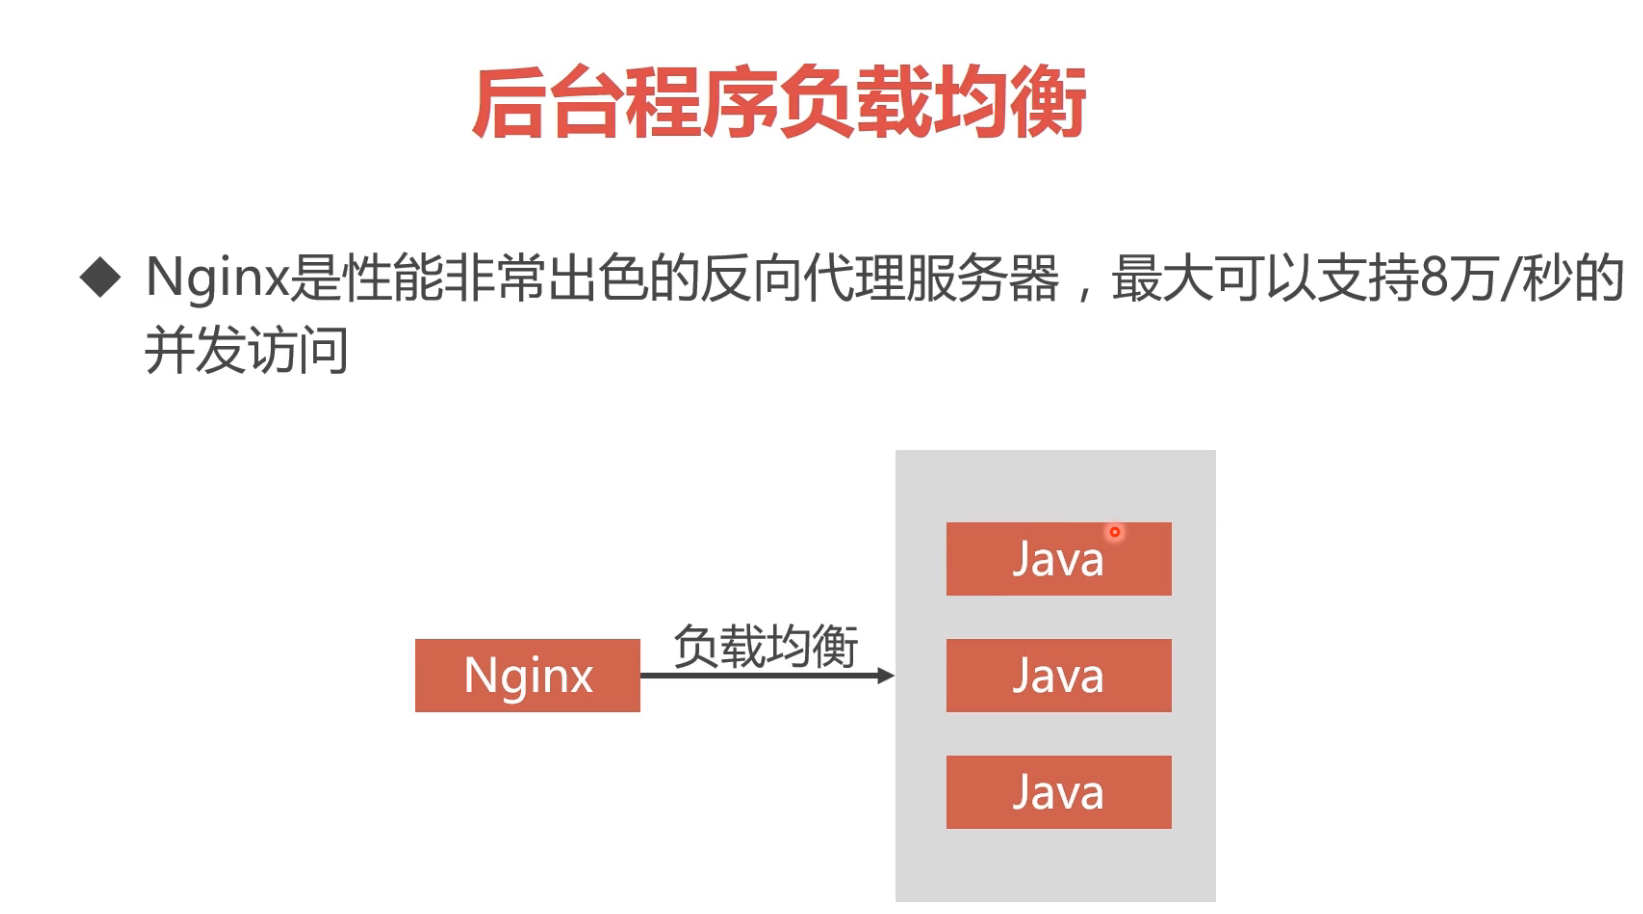 后台程序负载均衡
◆ Nginx是性能非常出色的反向代理服务器，最大可以支持8万/秒的
并发访问
Java
负载均衡
Nginx
Java
Java